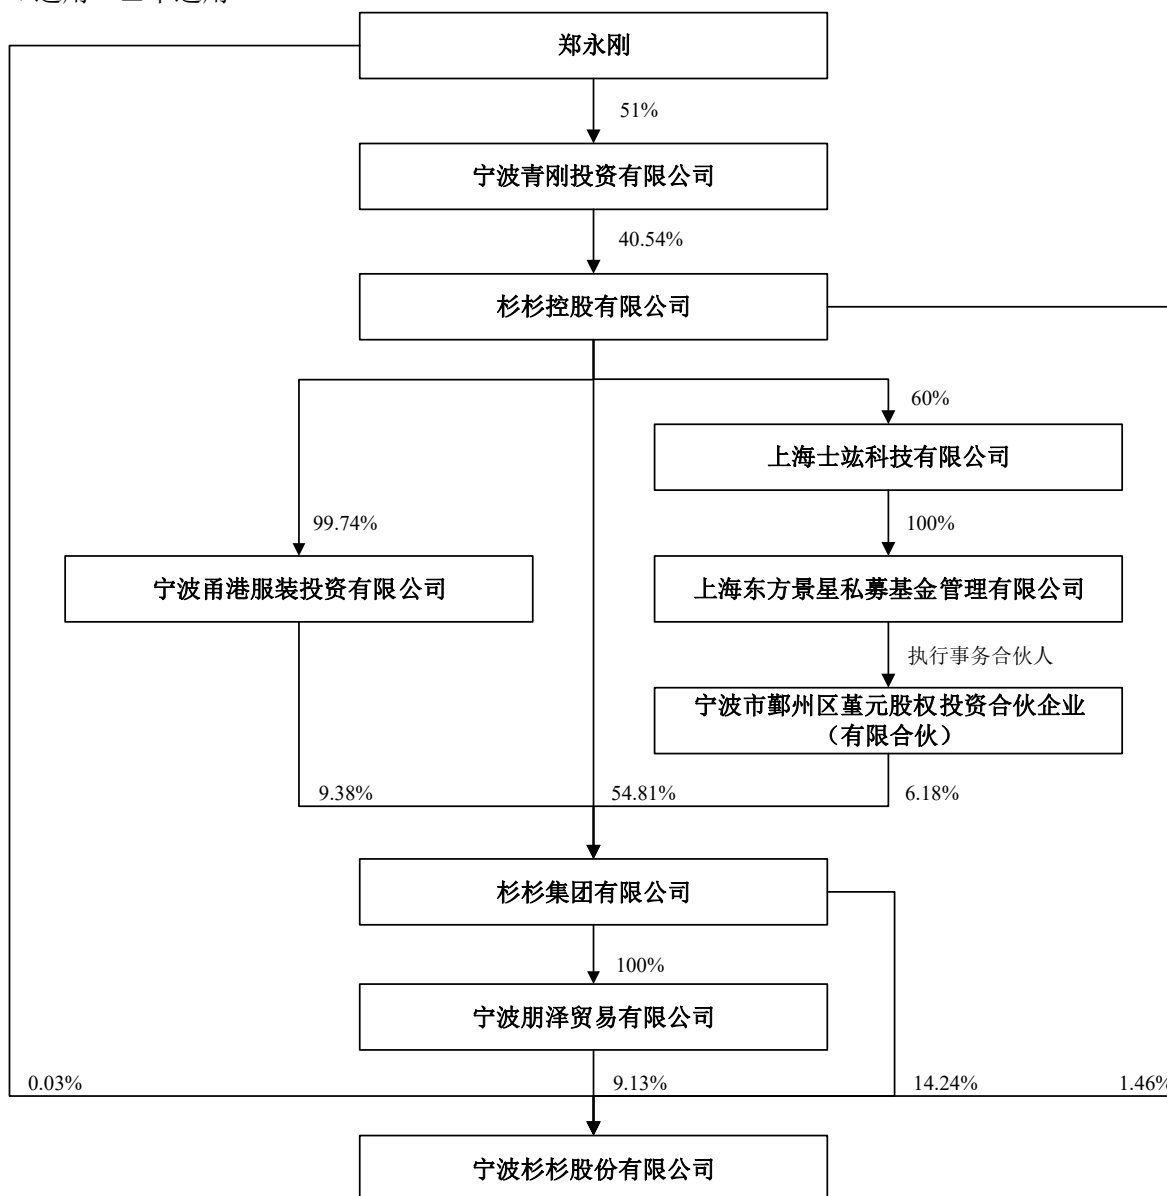 郑永刚
51%
宁波青刚投资有限公司
40.54%
杉杉控股有限公司
60%
上海士竑科技有限公司
99.74%
100%
宁波甬港服装投资有限公司
上海东方景星私募基金管理有限公司
执行事务合伙人
宁波市鄞州区堇元股权投资合伙企业
（有限合伙）
9.38%
54.81%
6.18%
杉杉集团有限公司
100%
宁波朋泽贸易有限公司
0.03%
9.13%
14.24%
1.46%
宁波杉杉股份有限公司